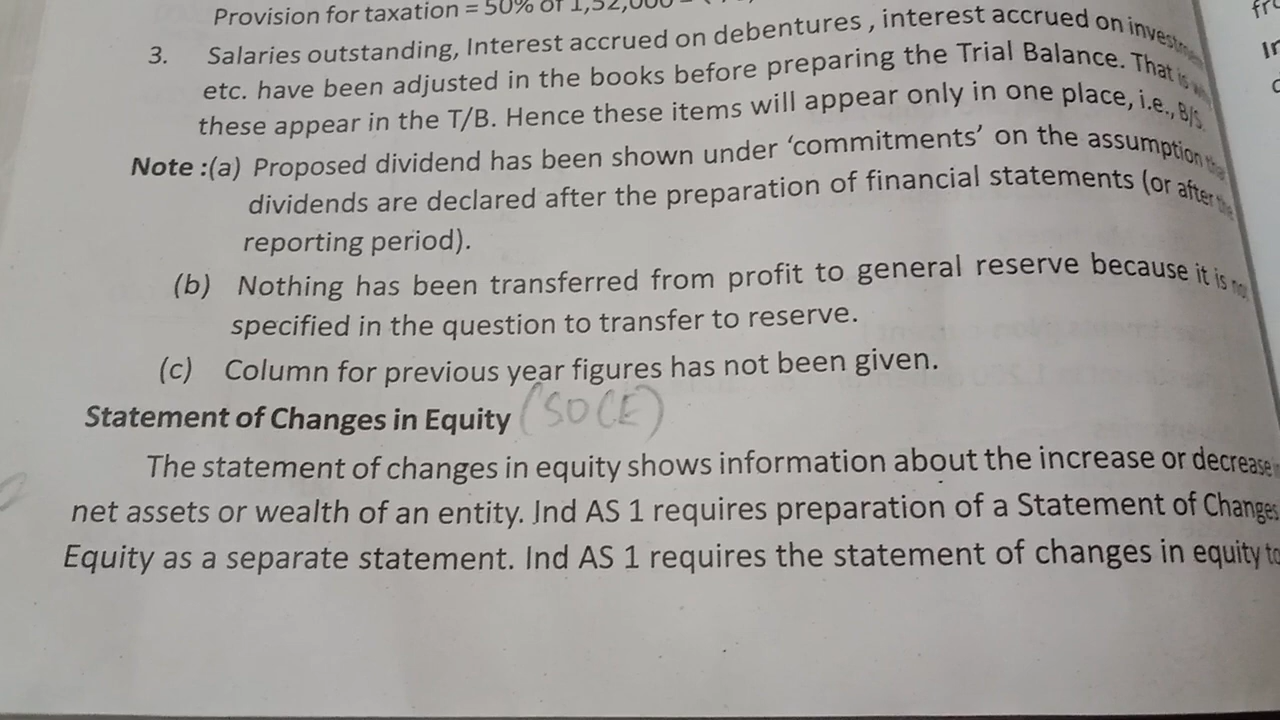 Provision for taxation = 50% of 1,52,000
3. Salaries outstanding, Interest accrued on debentures , interest accrued on investmen
etc. have been adjusted in the books before preparing the Trial Balance. That is
these appear in the T/B. Hence these items will appear only in one place, i.e., B/S.
Note :(a) Proposed dividend has been shown under ‘commitments’ on the assumption
dividends are declared after the preparation of financial statements (or after the
reporting period).
(b) Nothing has been transferred from profit to general reserve because it is
specified in the question to transfer to reserve.
(c) Column for previous year figures has not been given.
Statement of Changes in Equity (SOCE)
The statement of changes in equity shows information about the increase or decrease
net assets or wealth of an entity. Ind AS 1 requires preparation of a Statement of Changes
Equity as a separate statement. Ind AS 1 requires the statement of changes in equity to